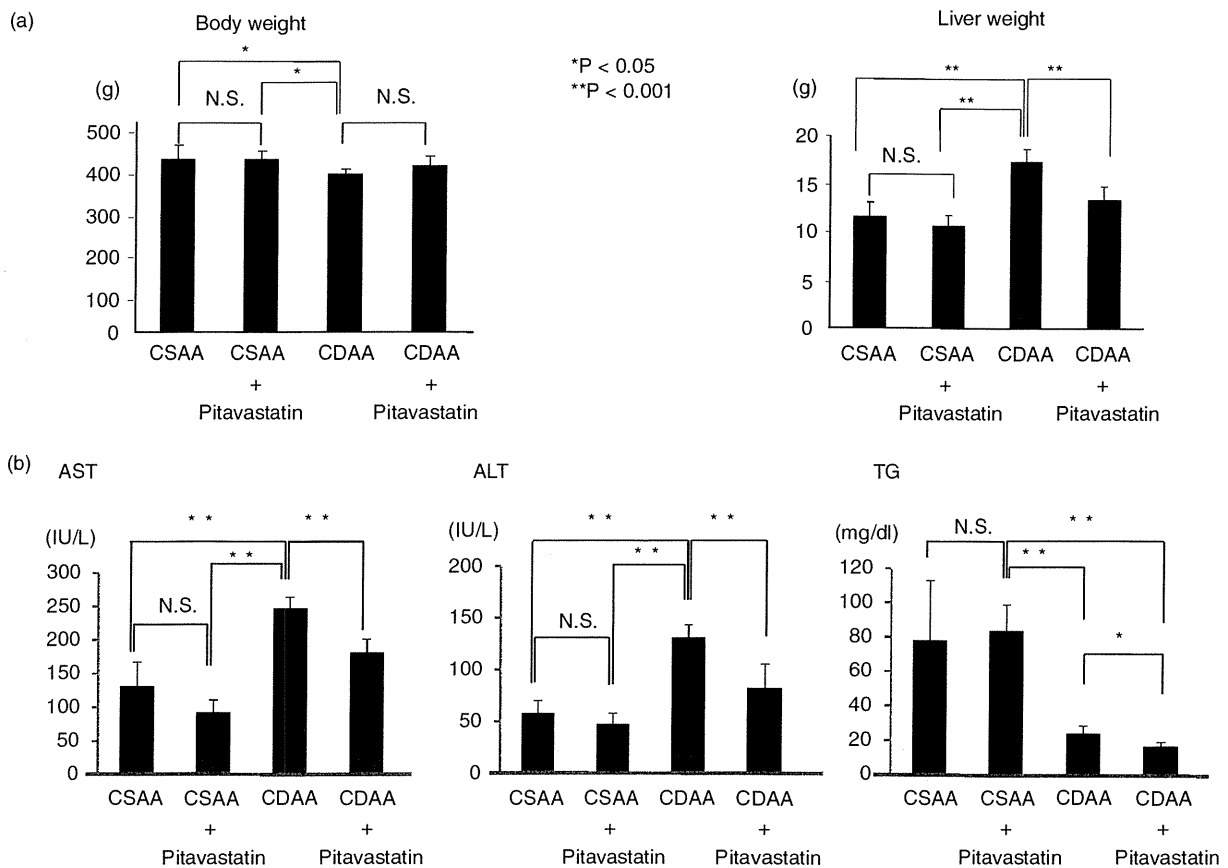 (a)
Body weight
*
*
(g)
N.S.
N.S.
500
400
300
200
100
0
CSAA
CSAA
CDAA
CDAA
+
+
Pitavastatin
Pitavastatin
*P < 0.05
**P < 0.001
Liver weight
**
**
(g)
**
N.S.
20
15
10
5
0
CSAA
CSAA
CDAA
CDAA
+
+
Pitavastatin
Pitavastatin
(b)
AST
* *
* *
(IU/L)
* *
N.S.
300
250
200
150
100
50
0
CSAA
CSAA
CDAA
CDAA
+
+
Pitavastatin
Pitavastatin
ALT
* *
* *
(IU/L)
* *
N.S.
200
150
100
50
0
CSAA
CSAA
CDAA
CDAA
+
+
Pitavastatin
Pitavastatin
TG
N.S.
* *
(mg/dl)
* *
*
120
100
80
60
40
20
0
CSAA
CSAA
CDAA
CDAA
+
+
Pitavastatin
Pitavastatin